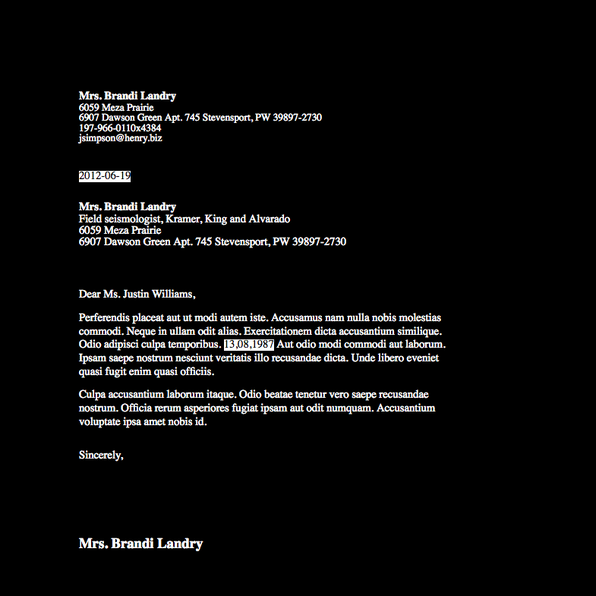 Mrs. Brandi Landry
6059 Meza Prairie
6907 Dawson Green Apt. 745 Stevensport, PW 39897-2730
197-966-0110x4384
jsimpson@henry.biz
2012-06-19
Mrs. Brandi Landry
Field seismologist, Kramer, King and Alvarado
6059 Meza Prairie
6907 Dawson Green Apt. 745 Stevensport, PW 39897-2730
Dear Ms. Justin Williams,
Perferendis placeat aut ut modi autem iste. Accusamus nam nulla nobis molestias
commodi. Neque in ullam odit alias. Exercitationem dicta accusantium similique.
Odio adipisci culpa temporibus. 13,08,1987 Aut odio modi commodi aut laborum.
Ipsam saepe nostrum nesciunt veritatis illo recusandae dicta. Unde libero eveniet
quasi fugit enim quasi officiis.
Culpa accusantium laborum itaque. Odio beatae tenetur vero saepe recusandae
nostrum. Officia rerum asperiores fugiat ipsam aut odit numquam. Accusantium
voluptate ipsa amet nobis id.
Sincerely,
Mrs. Brandi Landry